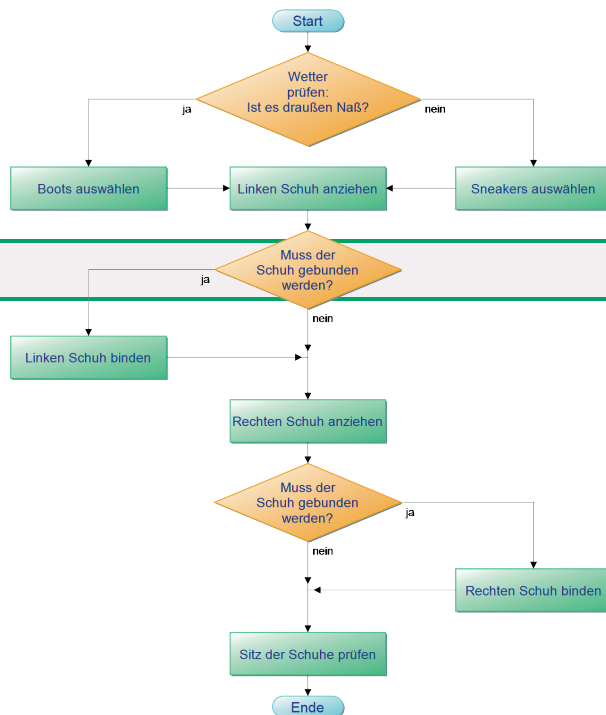 Start
Wetter
prüfen:
Ist es draußen Naß?
ja
nein
Boots auswählen
Linken Schuh anziehen
Sneakers auswählen
Muss der
Schuh gebunden
werden?
ja
nein
Linken Schuh binden
Rechten Schuh anziehen
Muss der
Schuh gebunden
werden?
ja
nein
Rechten Schuh binden
Sitz der Schuhe prüfen
Ende